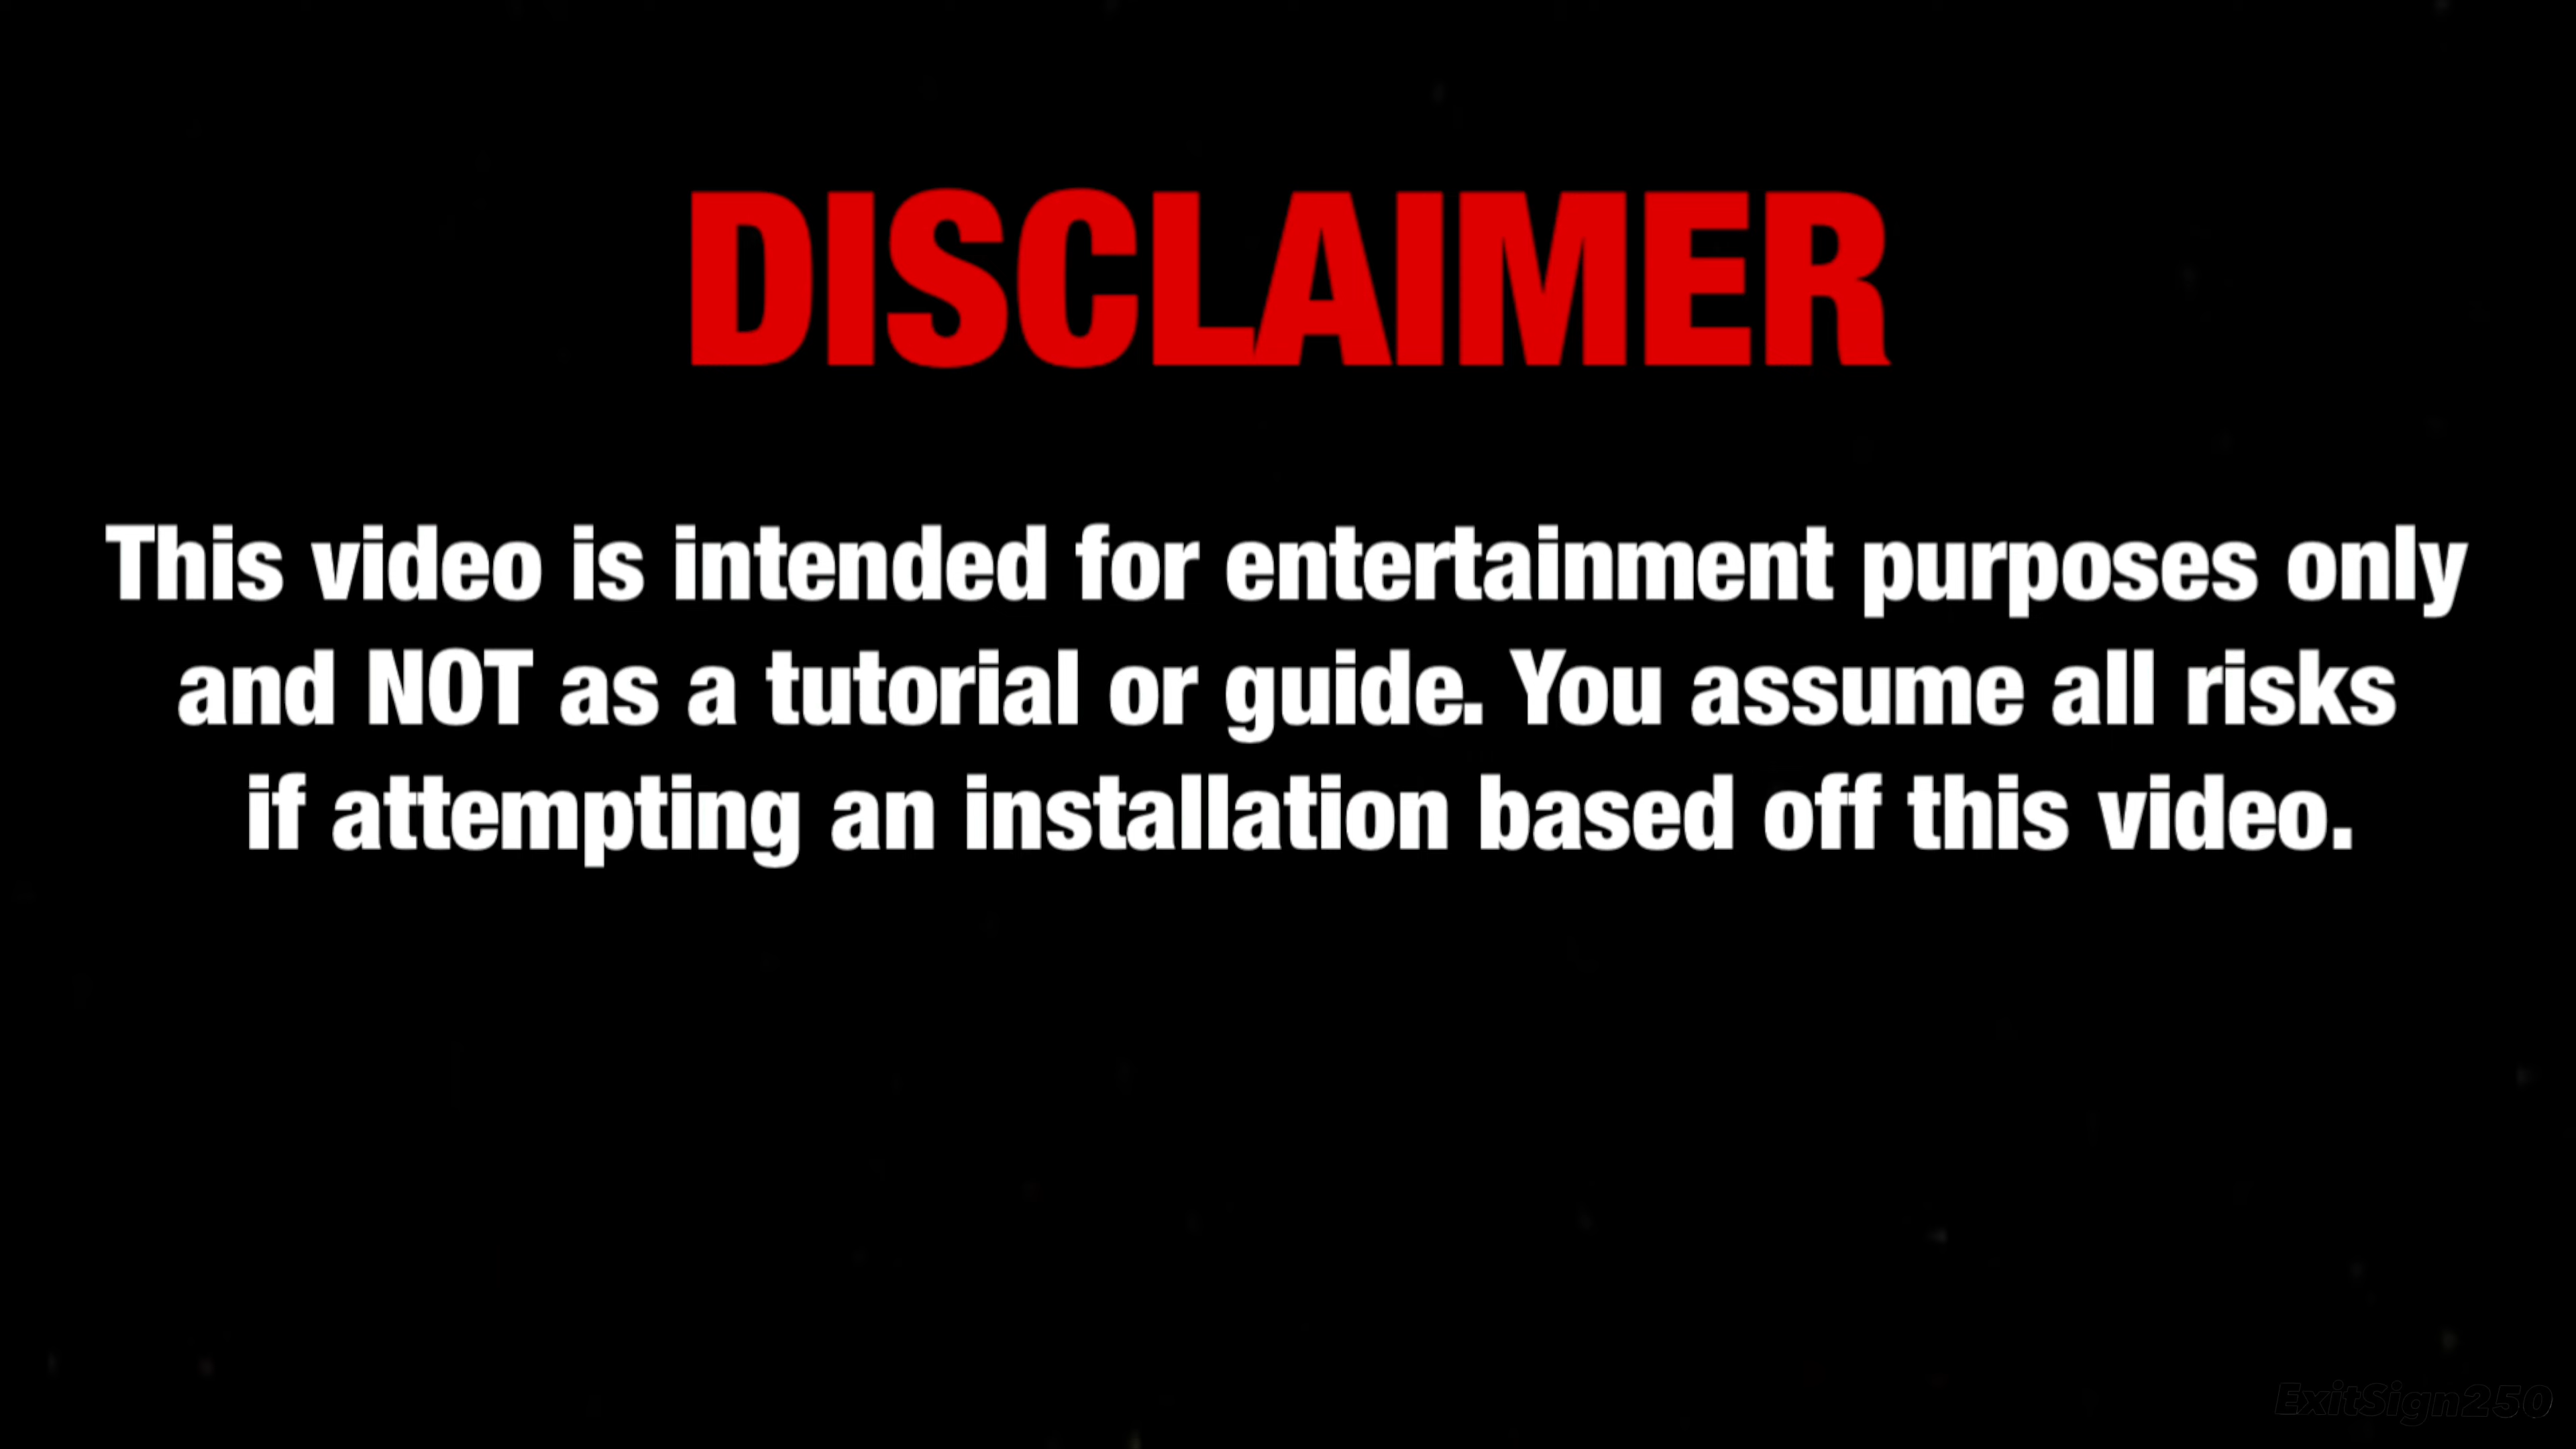 DISCLAIMER
This video is intended for entertainment purposes only
and NOT as a tutorial or guide. You assume all risks
if attempting an installation based off this video.
ExitSign250